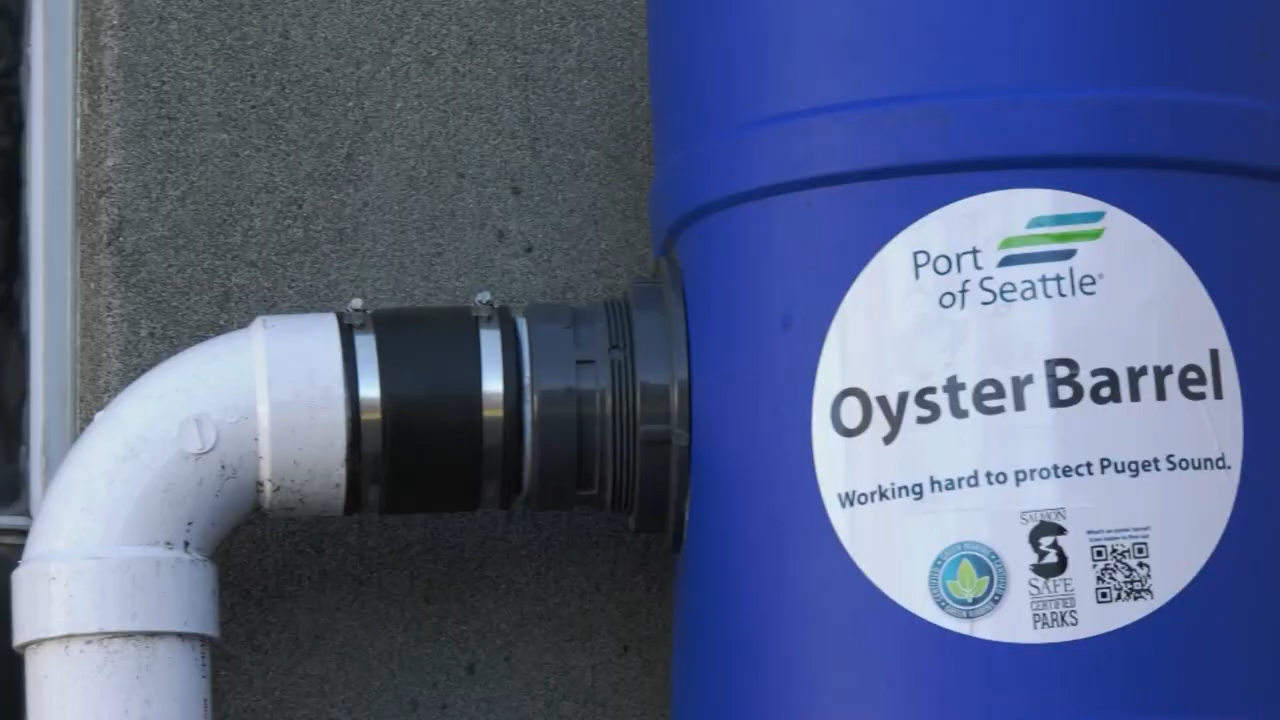 Port
of Seattle
Oyster Barrel
Working hard to protect Puget Sound.
SALMON
SAFE
CERTIFIED
PARKS